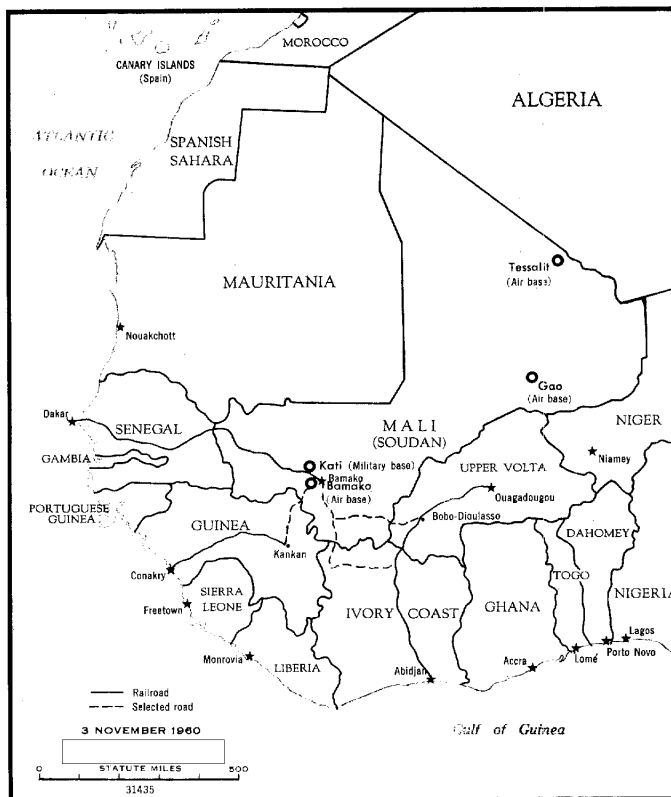 MOROCCO
CANARY ISLANDS
(Spain)
ALGERIA
ATLANTIC
OCEAN
SPANISH
SAHARA
Tessalit
(Air base)
MAURITANIA
Nouakchott
Gao
(Air base)
Dakar
SENEGAL
MALI
(SOUDAN)
NIGER
GAMBIA
Kati (Military base)
Bamako
Bamako
(Air base)
UPPER VOLTA
Niamey
Ouagadougou
PORTUGUESE
GUINEA
GUINEA
Bobo-Dioulasso
DAHOMEY
Kankan
Conakry
TOGO
SIERRA
LEONE
NIGERIA
Freetown
IVORY COAST
GHANA
Lagos
Porto Novo
Lomé
Monrovia
LIBERIA
Abidjan
Accra
Railroad
Selected road
3 NOVEMBER 1960
Gulf of Guinea
0 STATUTE MILES 500
31435